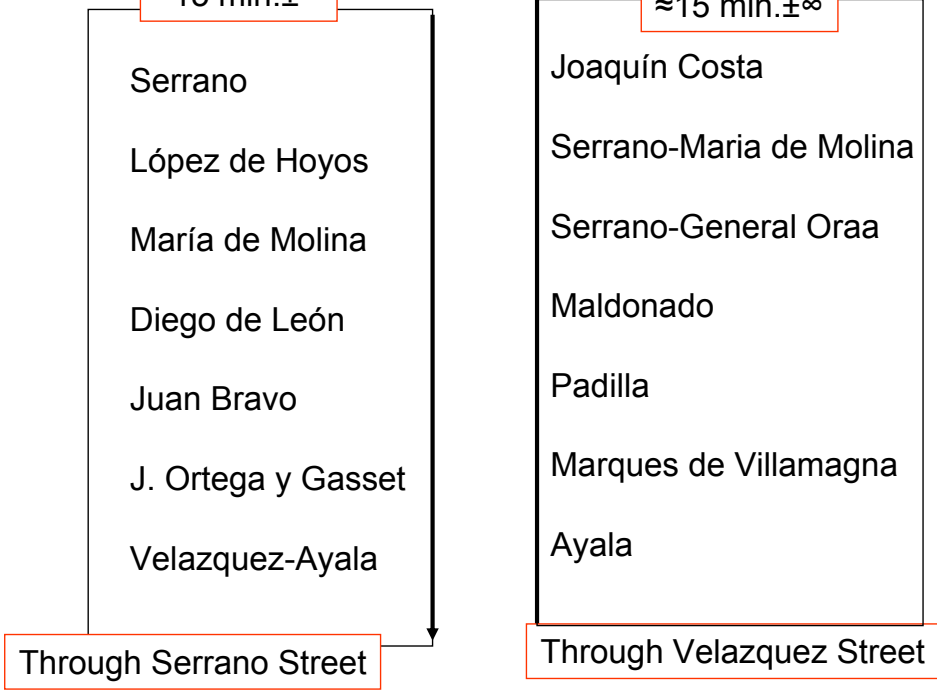 15 min.±
Serrano
López de Hoyos
María de Molina
Diego de León
Juan Bravo
J. Ortega y Gasset
Velazquez-Ayala
Through Serrano Street
≈15 min.±∞
Joaquín Costa
Serrano-Maria de Molina
Serrano-General Oraa
Maldonado
Padilla
Marques de Villamagna
Ayala
Through Velazquez Street